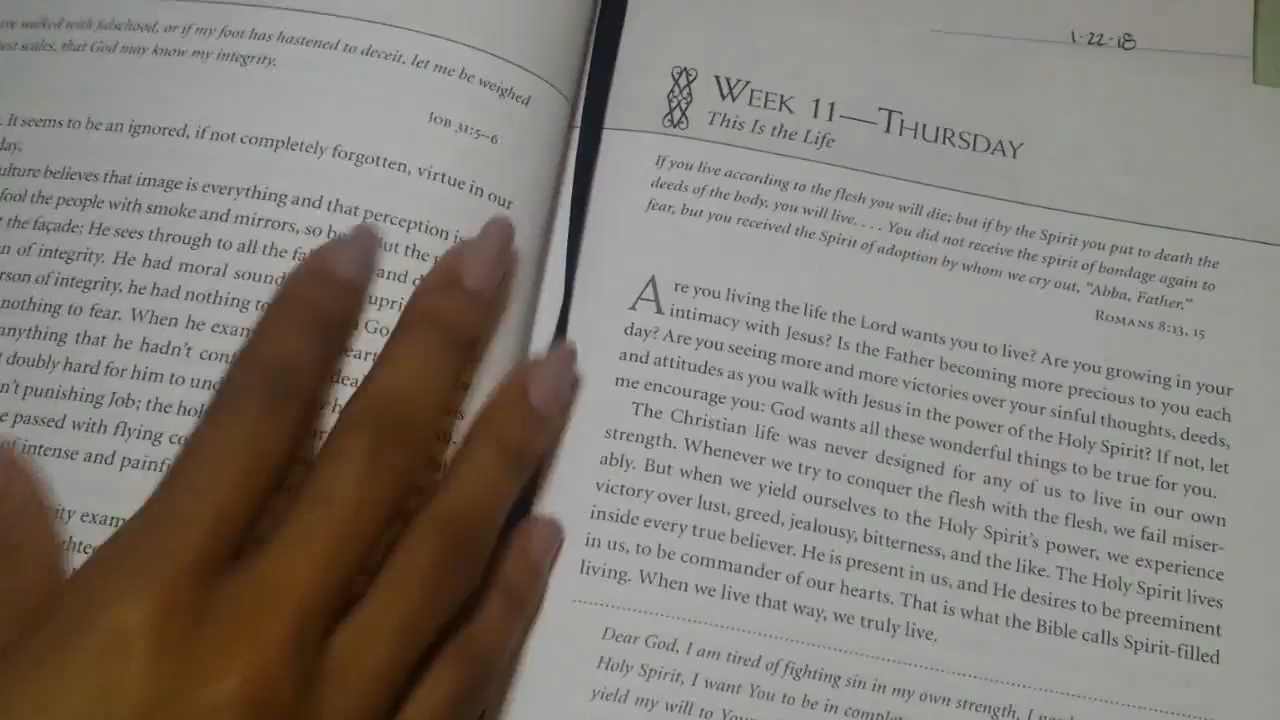 walked with falsehood, or if my foot has hastened to deceit, let me be weighed
scales, that God may know my integrity.
Job 31:5–6
. It seems to be an ignored, if not completely forgotten, virtue in our
day.
believes that image is everything and that perception
fool the people with smoke and mirrors, so but the
the façade; He sees through to all the and
n of integrity. He had moral
of integrity, he had nothing
nothing to fear. When he
anything that he hadn't
doubly hard for him to
n't punishing Job; the
passed with flying
of intense and
1-22-18
Week 11—Thursday
This Is the Life
If you live according to the flesh you will die; but if by the Spirit you put to death the
deeds of the body, you will live. . . . You did not receive the spirit of bondage again to
fear, but you received the Spirit of adoption by whom we cry out, "Abba, Father."
Romans 8:13, 15
Are you living the life the Lord wants you to live? Are you growing in your
intimacy with Jesus? Is the Father becoming more precious to you each
day? Are you seeing more and more victories over your sinful thoughts, deeds,
and attitudes as you walk with Jesus in the power of the Holy Spirit? If not, let
me encourage you: God wants all these wonderful things to be true for you.
The Christian life was never designed for any of us to live in our own
strength. Whenever we try to conquer the flesh with the flesh, we fail miser-
ably. But when we yield ourselves to the Holy Spirit's power, we experience
victory over lust, greed, jealousy, bitterness, and the like. The Holy Spirit lives
inside every true believer. He is present in us, and He desires to be preeminent
in us, to be commander of our hearts. That is what the Bible calls Spirit-filled
living. When we live that way, we truly live.
Dear God, I am tired of fighting sin in my own strength. I
Holy Spirit, I want You to be in
yield my will to